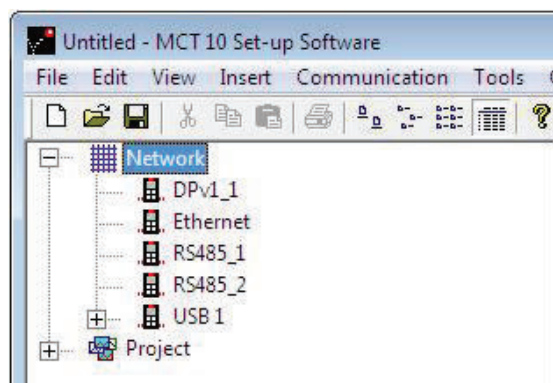 Untitled - MCT 10 Set-up Software
File Edit View Insert Communication Tools
Network
DPv1_1
Ethernet
RS485_1
RS485_2
USB 1
Project